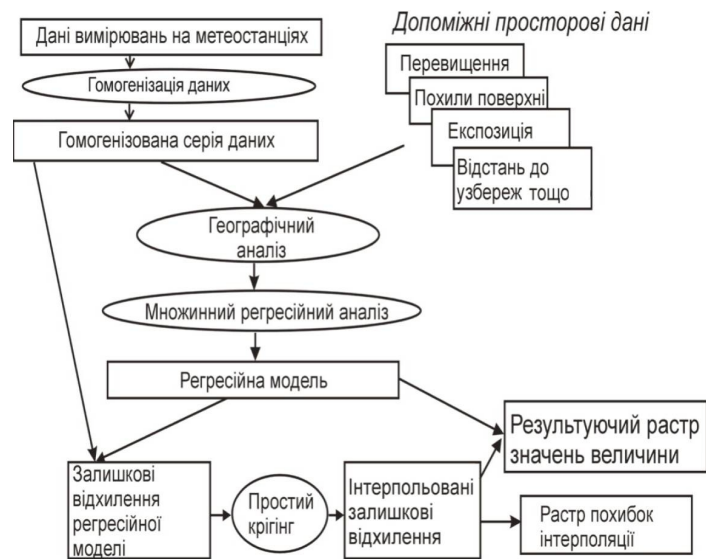 Дані вимірювань на метеостанціях
Гомогенізація даних
Гомогенізована серія даних
Допоміжні просторові дані
Перевищення
Похили поверхні
Експозиція
Відстань до
узбереж тощо
Географічний
аналіз
Множинний регресійний аналіз
Регресійна модель
Залишкові
відхилення
регресійної
моделі
Простий
крігінг
Інтерпольовані
залишкові
відхилення
Результуючий растр
значень величини
Растр похибок
інтерполяції